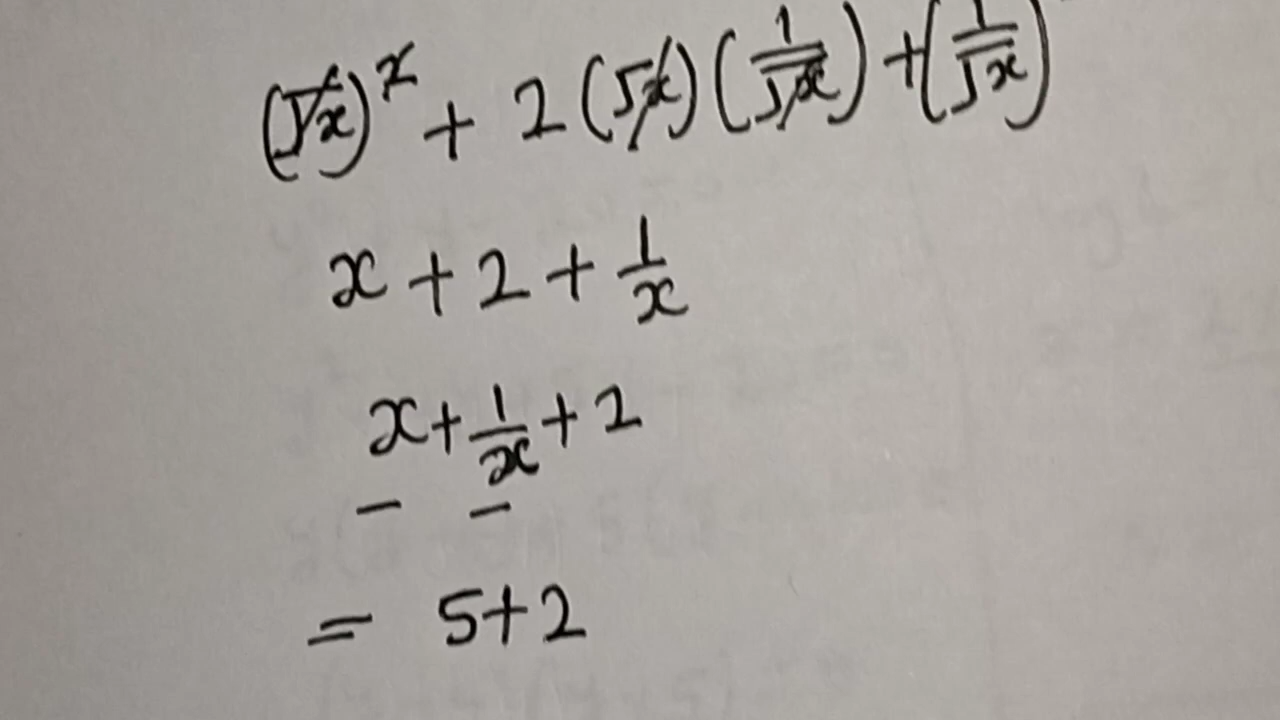 (√x)² + 2(√x)(1/√x) + (1/√x)
x + 2 + 1/x
x + 1/x + 2
= 5+2